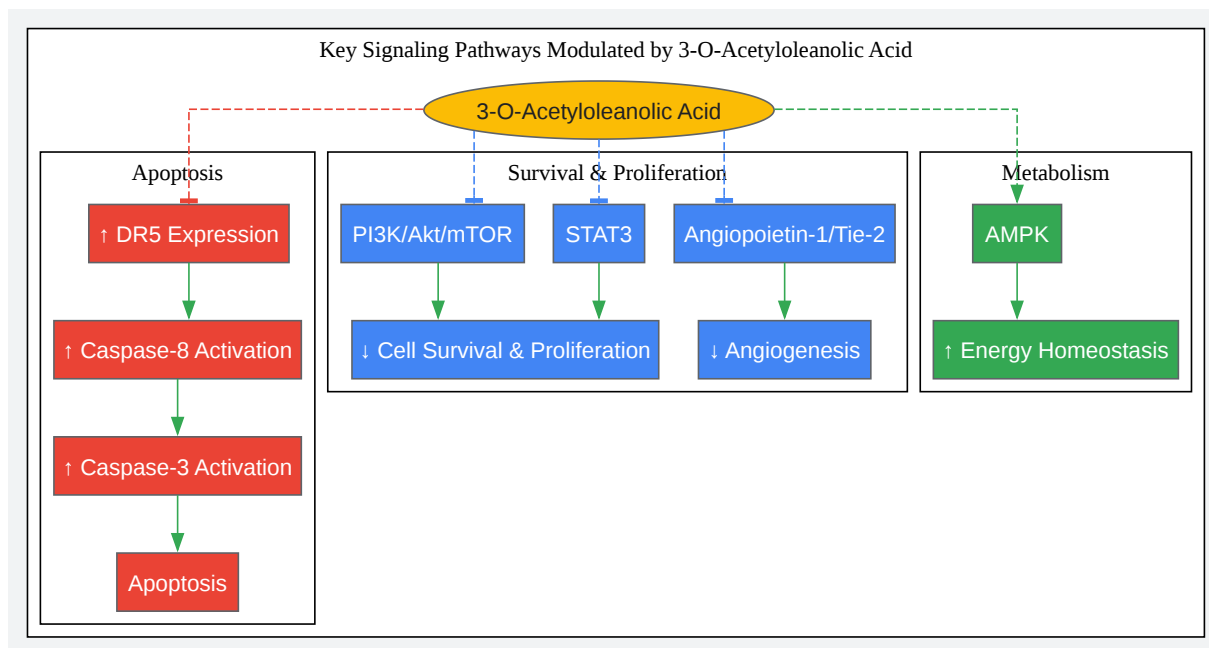 Key Signaling Pathways Modulated by 3-O-Acetyloleanolic Acid
3-O-Acetyloleanolic Acid
Apoptosis
↑ DR5 Expression
↑ Caspase-8 Activation
↑ Caspase-3 Activation
Apoptosis
Survival & Proliferation
PI3K/Akt/mTOR
STAT3
Angiopoietin-1/Tie-2
↓ Cell Survival & Proliferation
↓ Angiogenesis
Metabolism
AMPK
↑ Energy Homeostasis